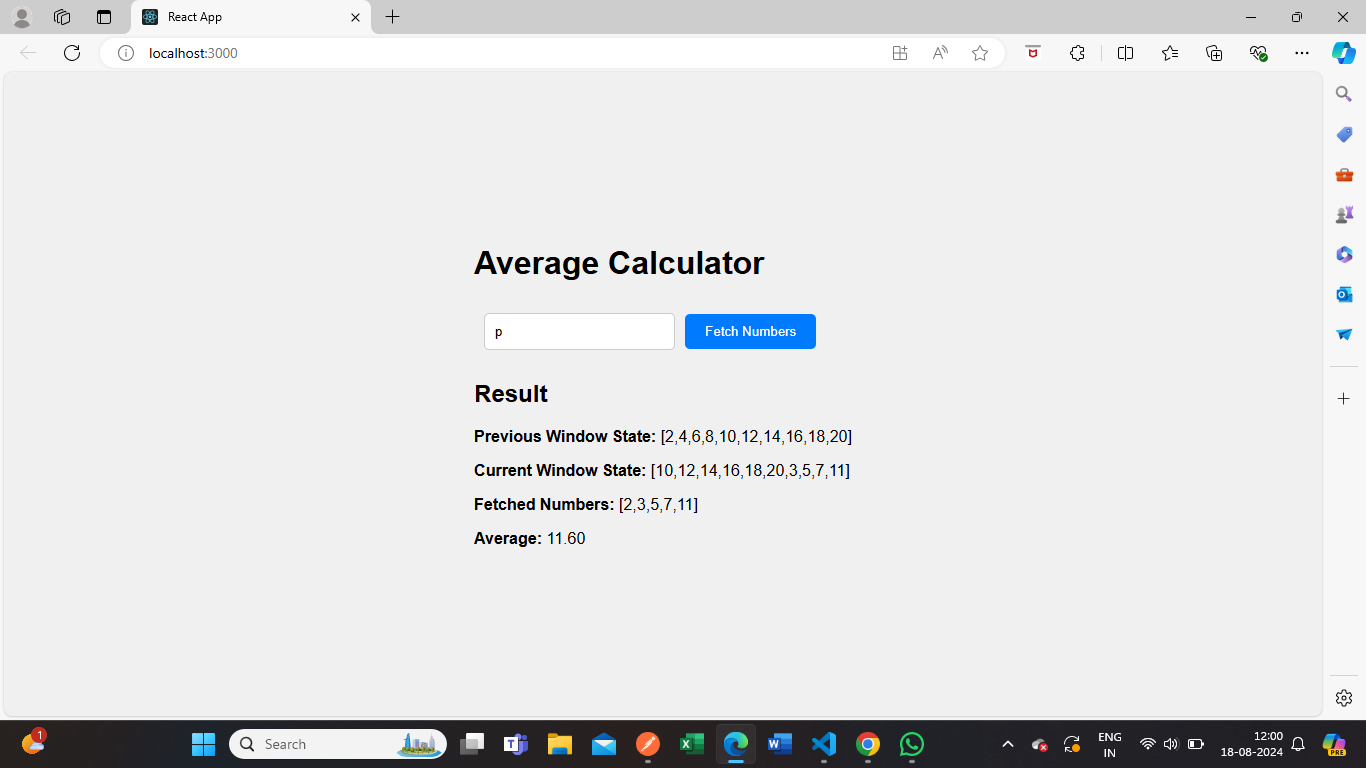 React App
localhost:3000
Average Calculator
p
Fetch Numbers
Result
Previous Window State: [2,4,6,8,10,12,14,16,18,20]
Current Window State: [10,12,14,16,18,20,3,5,7,11]
Fetched Numbers: [2,3,5,7,11]
Average: 11.60
1
Search
ENG
IN
12:00
18-08-2024
PRE